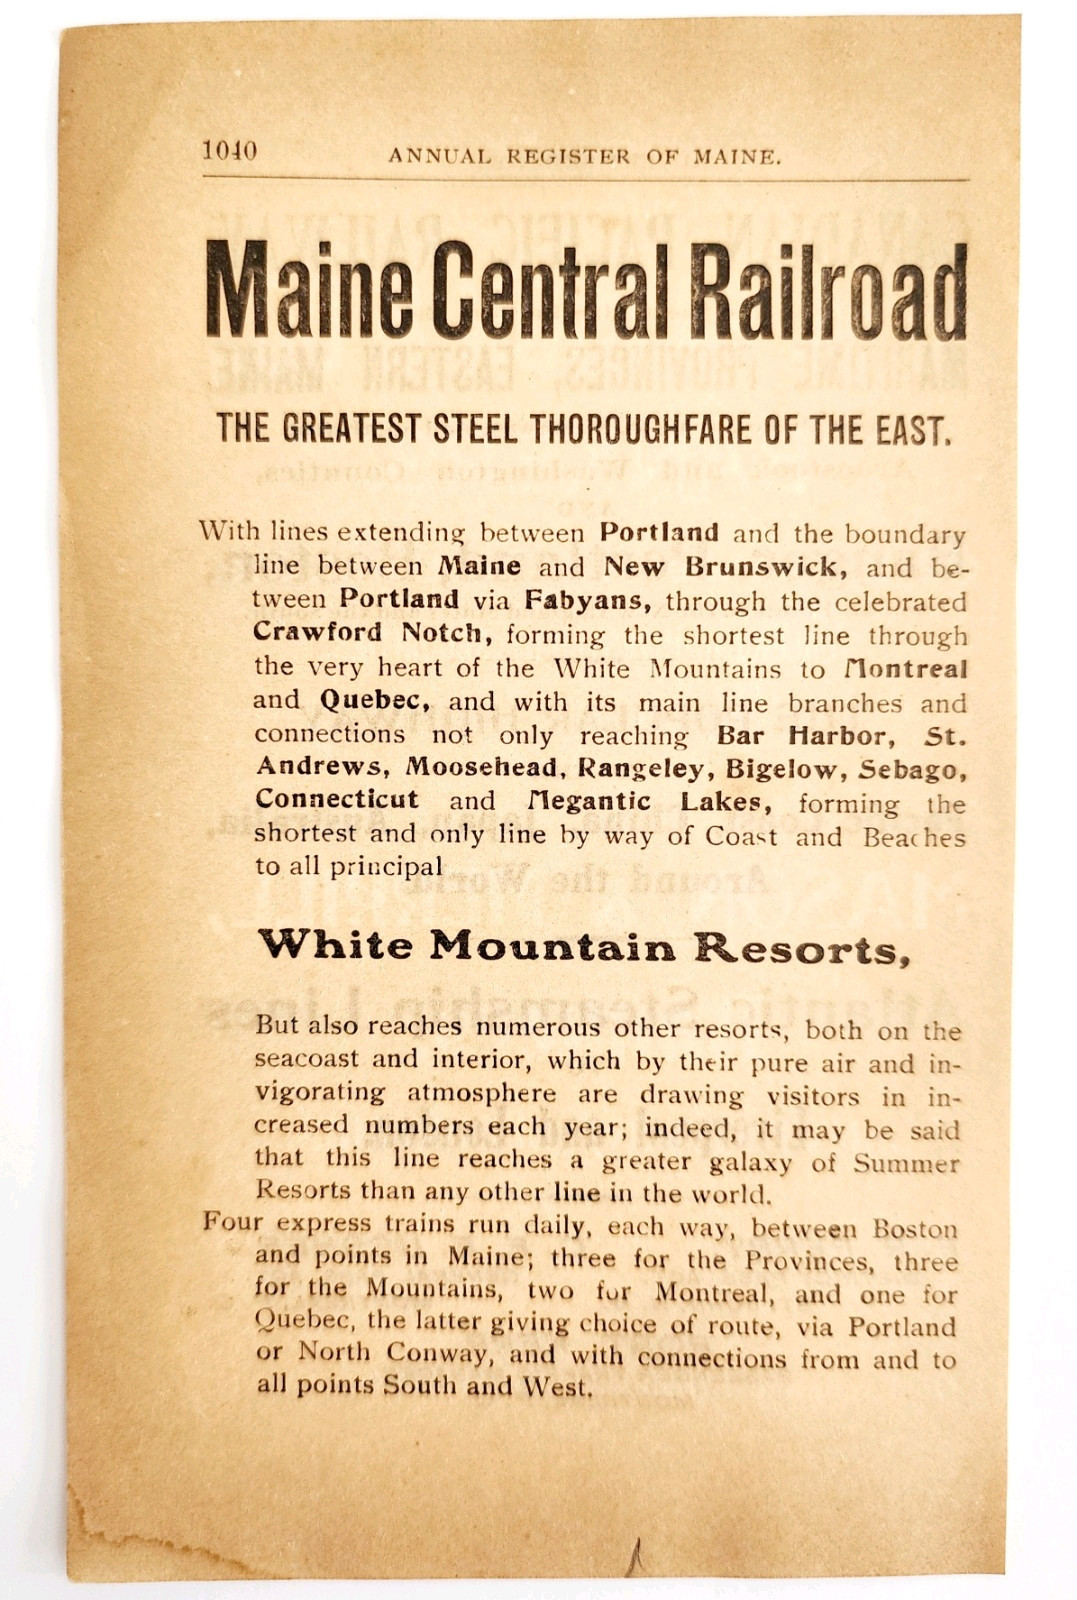 1040 ANNUAL REGISTER OF MAINE.
Maine Central Railroad
THE GREATEST STEEL THOROUGHFARE OF THE EAST.
With lines extending between Portland and the boundary
line between Maine and New Brunswick, and be-
tween Portland via Fabyans, through the celebrated
Crawford Notch, forming the shortest line through
the very heart of the White Mountains to Montreal
and Quebec, and with its main line branches and
connections not only reaching Bar Harbor, St.
Andrews, Moosehead, Rangeley, Bigelow, Sebago,
Connecticut and Megantic Lakes, forming the
shortest and only line by way of Coast and Beaches
to all principal
White Mountain Resorts,
But also reaches numerous other resorts, both on the
seacoast and interior, which by their pure air and in-
vigorating atmosphere are drawing visitors in in-
creased numbers each year; indeed, it may be said
that this line reaches a greater galaxy of Summer
Resorts than any other line in the world.
Four express trains run daily, each way, between Boston
and points in Maine; three for the Provinces, three
for the Mountains, two for Montreal, and one for
Quebec, the latter giving choice of route, via Portland
or North Conway, and with connections from and to
all points South and West.